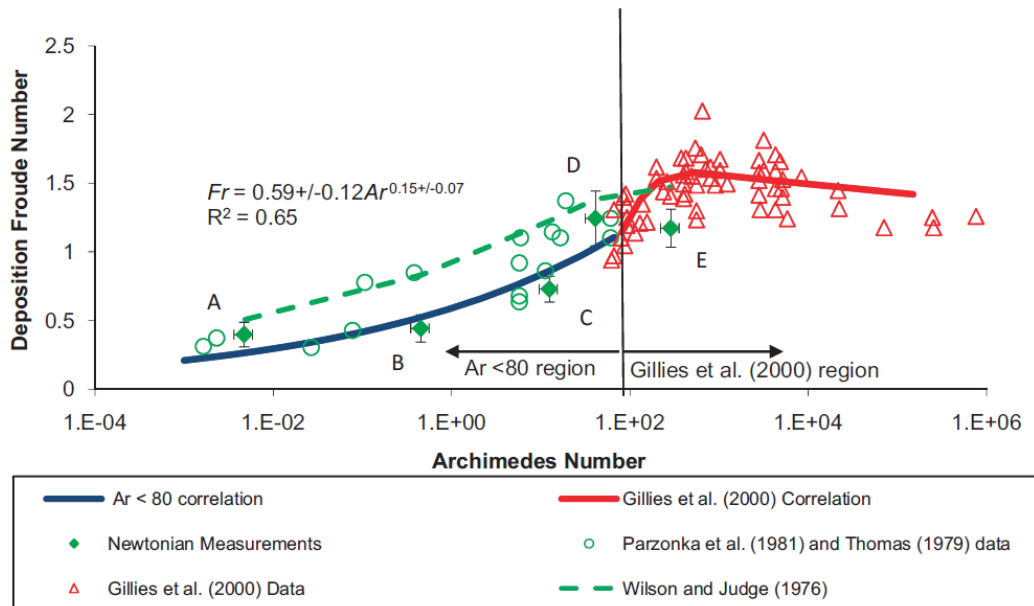 2.5
2
1.5
1
0.5
0
Deposition Froude Number
Fr = 0.59+/-0.12Ar^0.15+/-0.07
R² = 0.65
A
B
C
D
E
Ar <80 region
Gillies et al. (2000) region
1.E-04 1.E-02 1.E+00 1.E+02 1.E+04 1.E+06
Archimedes Number
Ar < 80 correlation
Gillies et al. (2000) Correlation
Newtonian Measurements
Parzonka et al. (1981) and Thomas (1979) data
Gillies et al. (2000) Data
Wilson and Judge (1976)